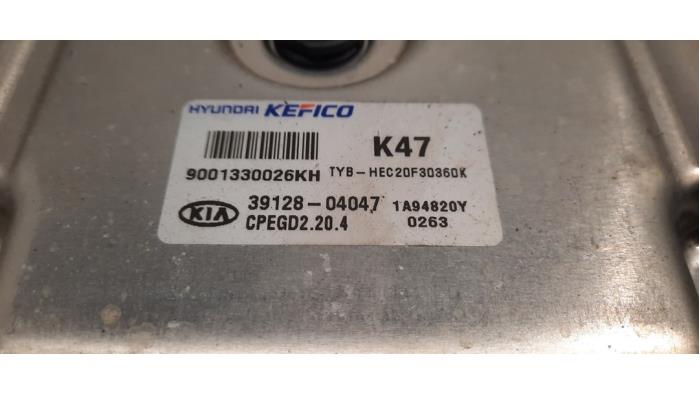 HYUNDAI KEFICO
K47
9001330026KH TYB-HEC20F30360K
KIA 39128-04047 1A94820Y
CPEGD2.20.4 0263